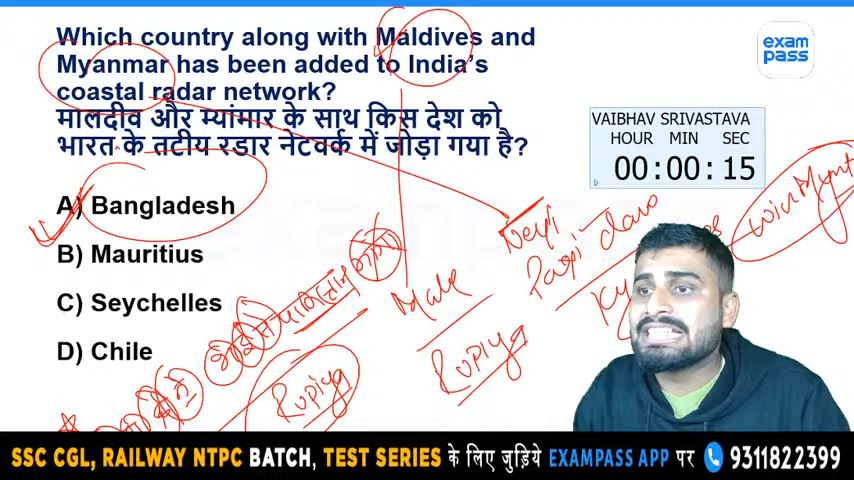 Which country along with Maldives and
Myanmar has been added to India's
coastal radar network?
मालदीव और म्यांमार के साथ किस देश को
भारत के तटीय रडार नेटवर्क में जोड़ा गया है?
A) Bangladesh
B) Mauritius
C) Seychelles
D) Chile
exam
pass
VAIBHAV SRIVASTAVA
HOUR MIN SEC
00:00:15
Male
Rupiya
Rupiya
SSC CGL, RAILWAY NTPC BATCH, TEST SERIES के लिए जुड़िये EXAMPASS APP पर 9311822399